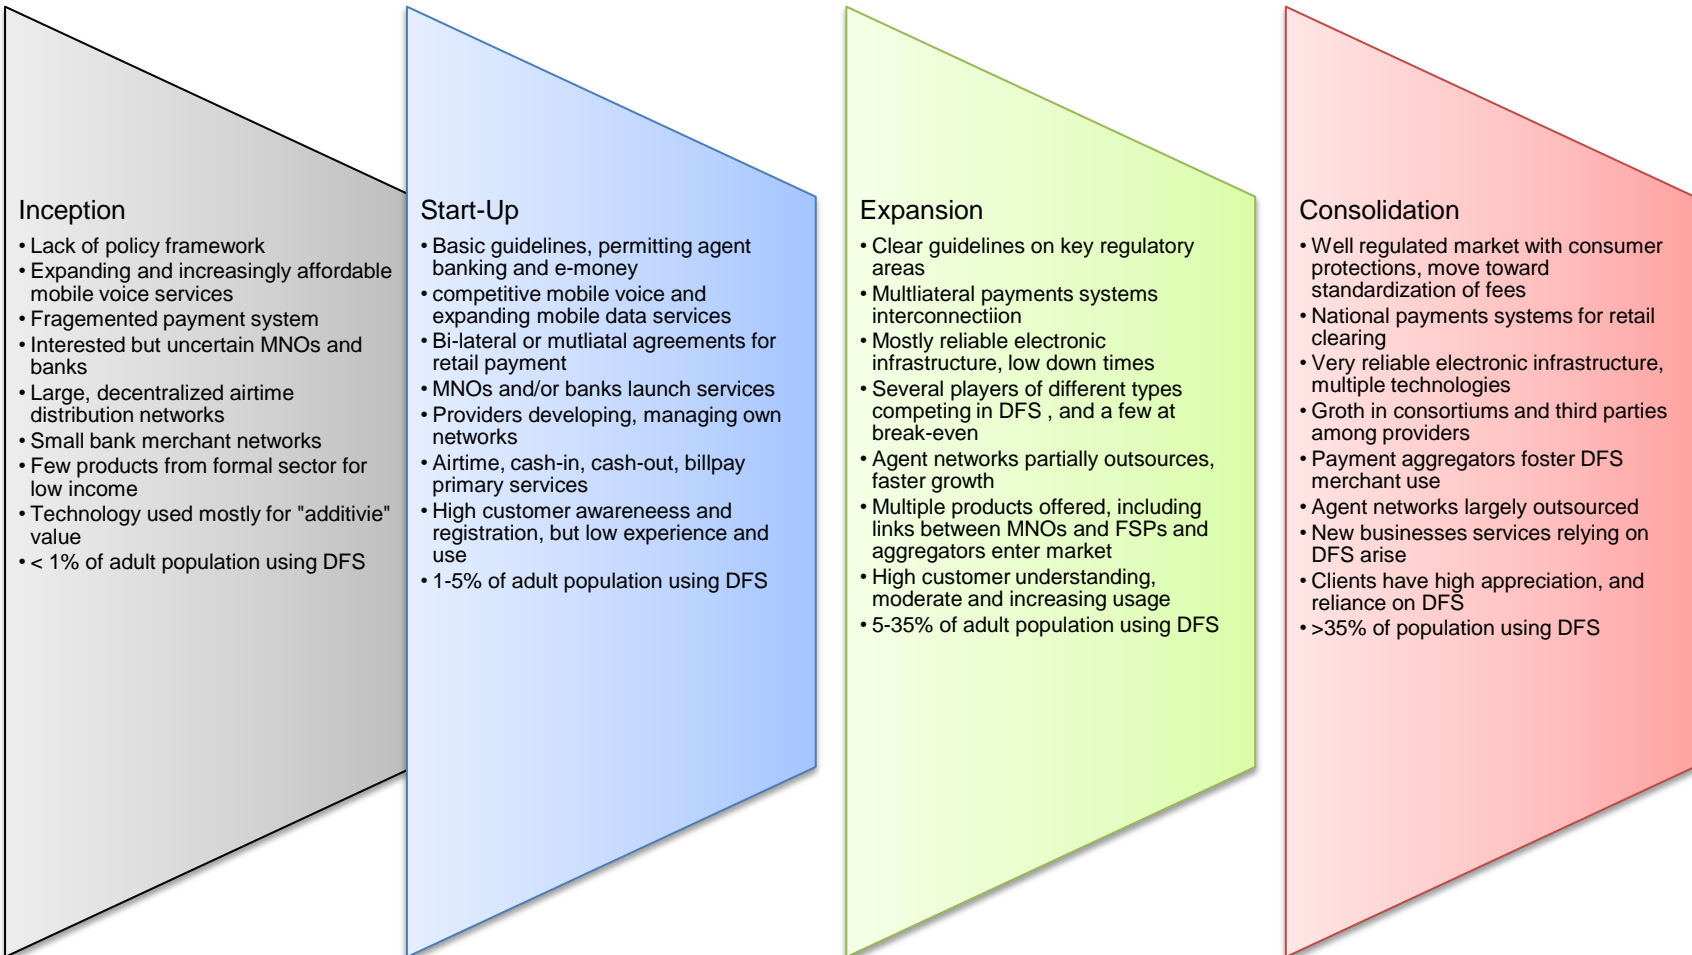 Inception
• Lack of policy framework
• Expanding and increasingly affordable
mobile voice services
• Fragemented payment system
• Interested but uncertain MNOs and
banks
• Large, decentralized airtime
distribution networks
• Small bank merchant networks
• Few products from formal sector for
low income
• Technology used mostly for "additivie"
value
• < 1% of adult population using DFS
Start-Up
• Basic guidelines, permitting agent
banking and e-money
• competitive mobile voice and
expanding mobile data services
• Bi-lateral or mutliatal agreements for
retail payment
• MNOs and/or banks launch services
• Providers developing, managing own
networks
• Airtime, cash-in, cash-out, billpay
primary services
• High customer awareneess and
registration, but low experience and
use
• 1-5% of adult population using DFS
Expansion
• Clear guidelines on key regulatory
areas
• Multliateral payments systems
interconnectiion
• Mostly reliable electronic
infrastructure, low down times
• Several players of different types
competing in DFS , and a few at
break-even
• Agent networks partially outsources,
faster growth
• Multiple products offered, including
links between MNOs and FSPs and
aggregators enter market
• High customer understanding,
moderate and increasing usage
• 5-35% of adult population using DFS
Consolidation
• Well regulated market with consumer
protections, move toward
standardization of fees
• National payments systems for retail
clearing
• Very reliable electronic infrastructure,
multiple technologies
• Groth in consortiums and third parties
among providers
• Payment aggregators foster DFS
merchant use
• Agent networks largely outsourced
• New businesses services relying on
DFS arise
• Clients have high appreciation, and
reliance on DFS
• >35% of population using DFS